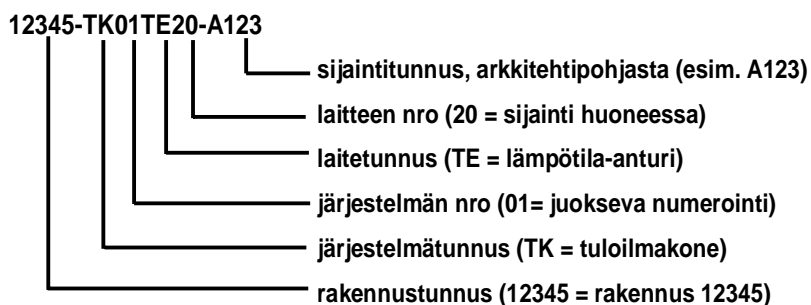 12345-TK01TE20-A123
sijaintitunnus, arkkitehtipohjasta (esim. A123)
laitteen nro (20 = sijainti huoneessa)
laitetunnus (TE = lämpötila-anturi)
järjestelmän nro (01= juokseva numerointi)
järjestelmätunnus (TK = tuloilmakone)
rakennustunnus (12345 = rakennus 12345)